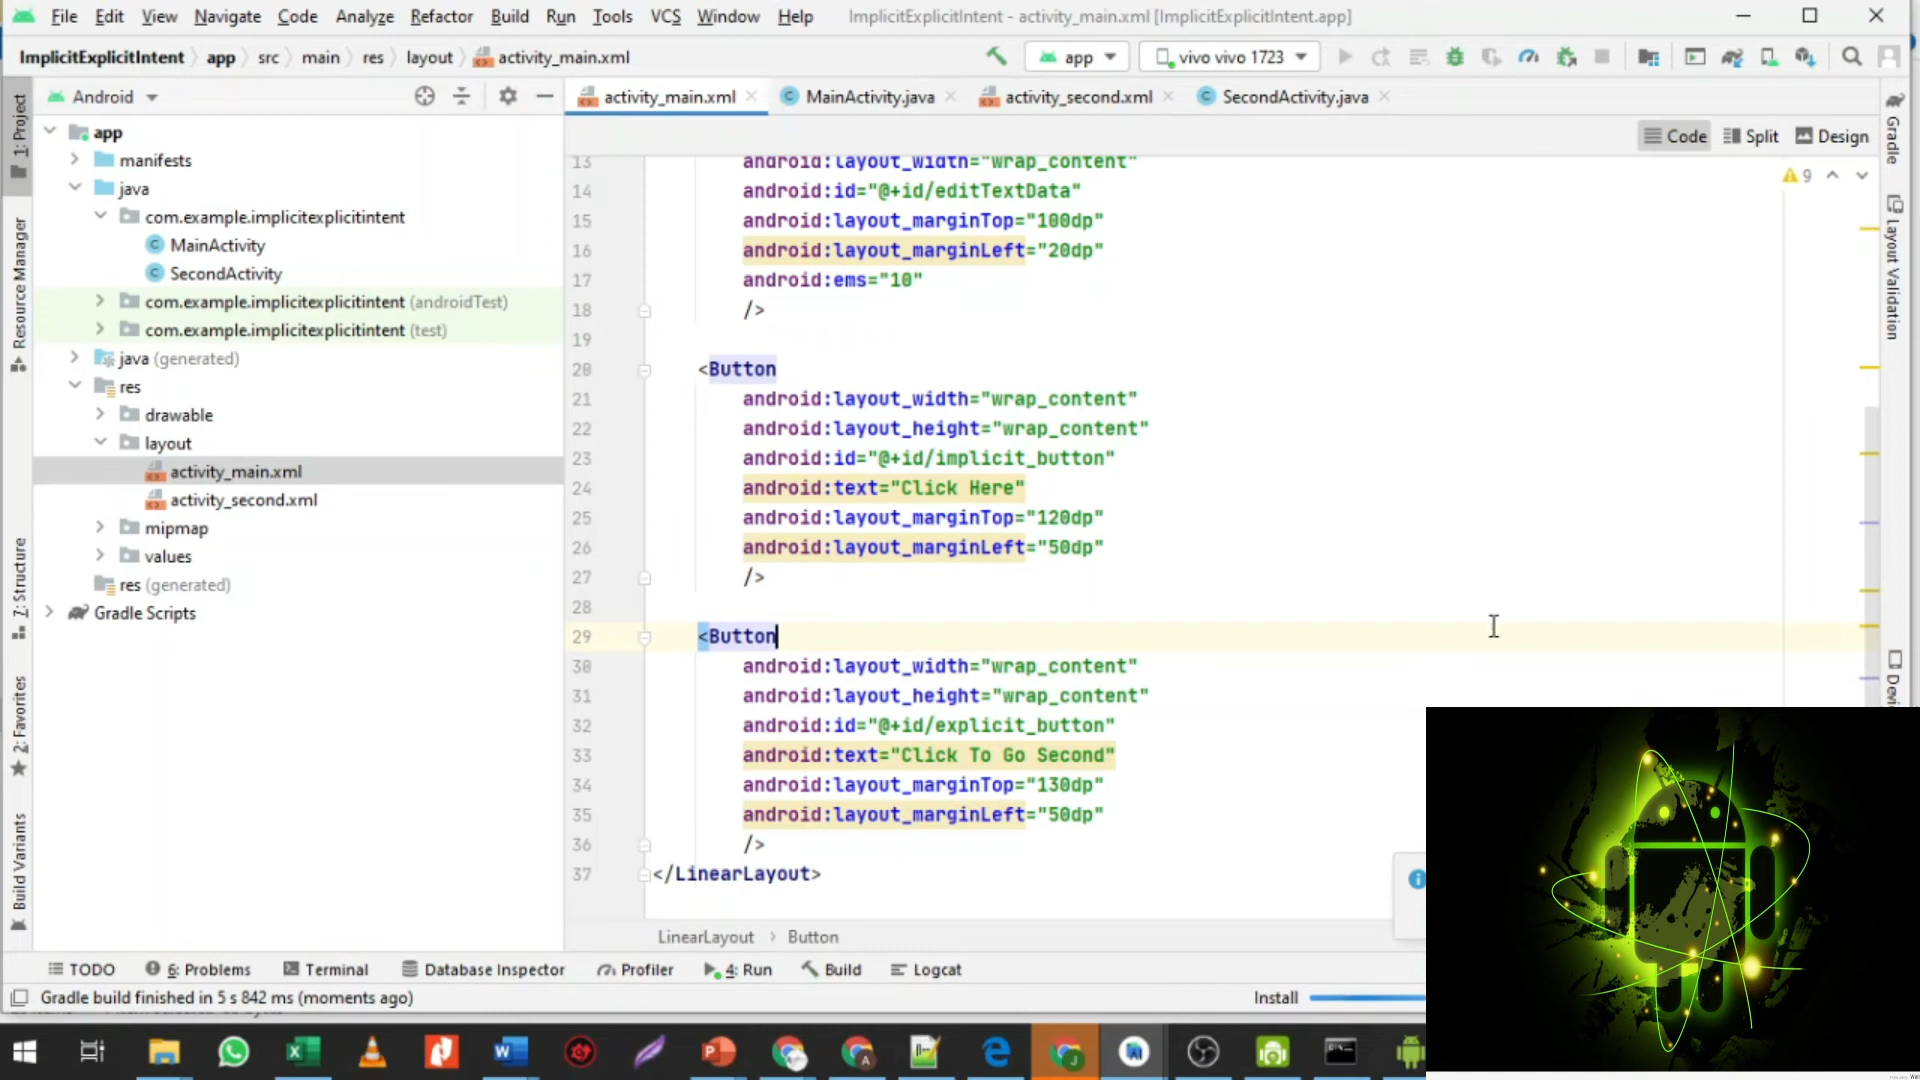 File Edit View Navigate Code Analyze Refactor Build Run Tools VCS Window Help ImplicitExplicitIntent - activity_main.xml [ImplicitExplicitIntent.app]
ImplicitExplicitIntent app src main res layout activity_main.xml app vivo vivo 1723
Android activity_main.xml MainActivity.java activity_second.xml SecondActivity.java
Code Split Design
1: Project
Resource Manager
7: Structure
2: Favorites
Build Variants
app
manifests
java
com.example.implicitexplicitintent
MainActivity
SecondActivity
com.example.implicitexplicitintent (androidTest)
com.example.implicitexplicitintent (test)
java (generated)
res
drawable
layout
activity_main.xml
activity_second.xml
mipmap
values
res (generated)
Gradle Scripts
9
13 android:layout_width="wrap_content"
14 android:id="@+id/editTextData"
15 android:layout_marginTop="100dp"
16 android:layout_marginLeft="20dp"
17 android:ems="10"
18 />
19
20 <Button
21 android:layout_width="wrap_content"
22 android:layout_height="wrap_content"
23 android:id="@+id/implicit_button"
24 android:text="Click Here"
25 android:layout_marginTop="120dp"
26 android:layout_marginLeft="50dp"
27 />
28
29 <Button
30 android:layout_width="wrap_content"
31 android:layout_height="wrap_content"
32 android:id="@+id/explicit_button"
33 android:text="Click To Go Second"
34 android:layout_marginTop="130dp"
35 android:layout_marginLeft="50dp"
36 />
37 </LinearLayout>
Gradle
Layout Validation
LinearLayout Button
TODO 6: Problems Terminal Database Inspector Profiler 4: Run Build Logcat
Gradle build finished in 5 s 842 ms (moments ago) Install